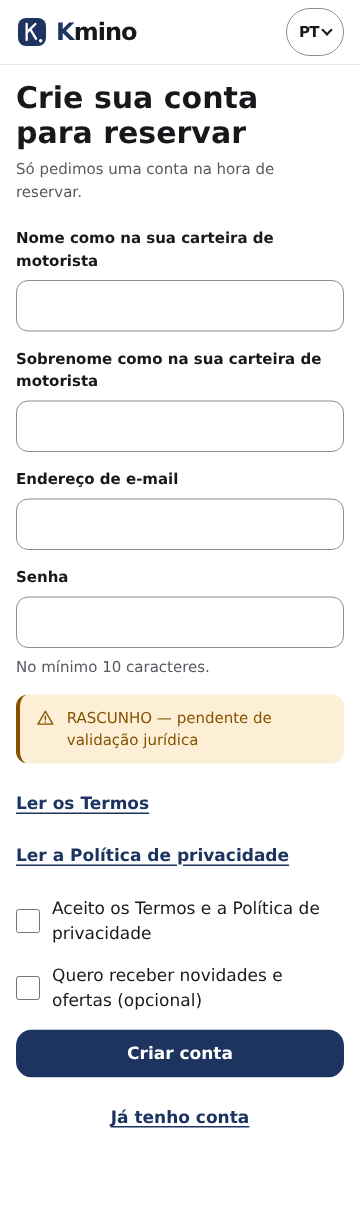 K. Kmino
PT
Crie sua conta
para reservar
Só pedimos uma conta na hora de
reservar.
Nome como na sua carteira de
motorista
Sobrenome como na sua carteira de
motorista
Endereço de e-mail
Senha
No mínimo 10 caracteres.
RASCUNHO — pendente de
validação jurídica
Ler os Termos
Ler a Política de privacidade
Aceito os Termos e a Política de
privacidade
Quero receber novidades e
ofertas (opcional)
Criar conta
Já tenho conta